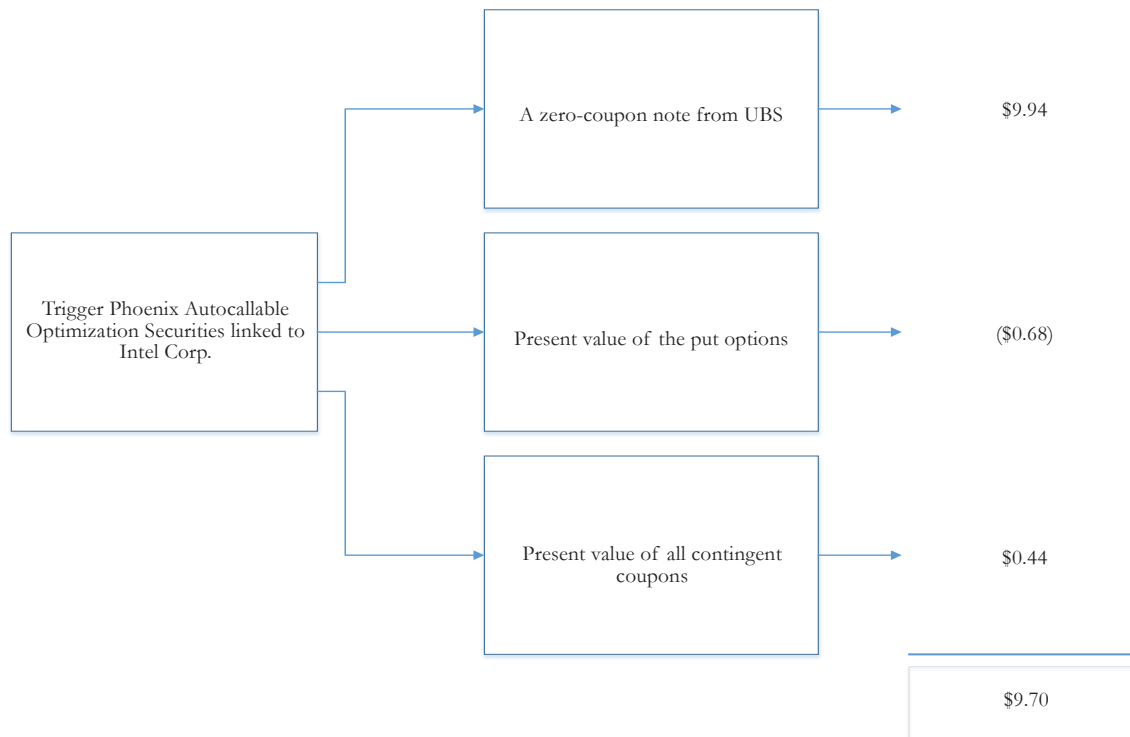 A zero-coupon note from UBS
$9.94
Trigger Phoenix Autocallable
Optimization Securities linked to
Intel Corp.
Present value of the put options
($0.68)
Present value of all contingent
coupons
$0.44
$9.70